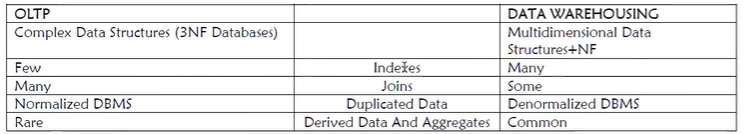 OLTP DATA WAREHOUSING
Complex Data Structures (3NF Databases) Multidimensional Data
Structures+NF
Few Indexes Many
Many Joins Some
Normalized DBMS Duplicated Data Denormalized DBMS
Rare Derived Data And Aggregates Common